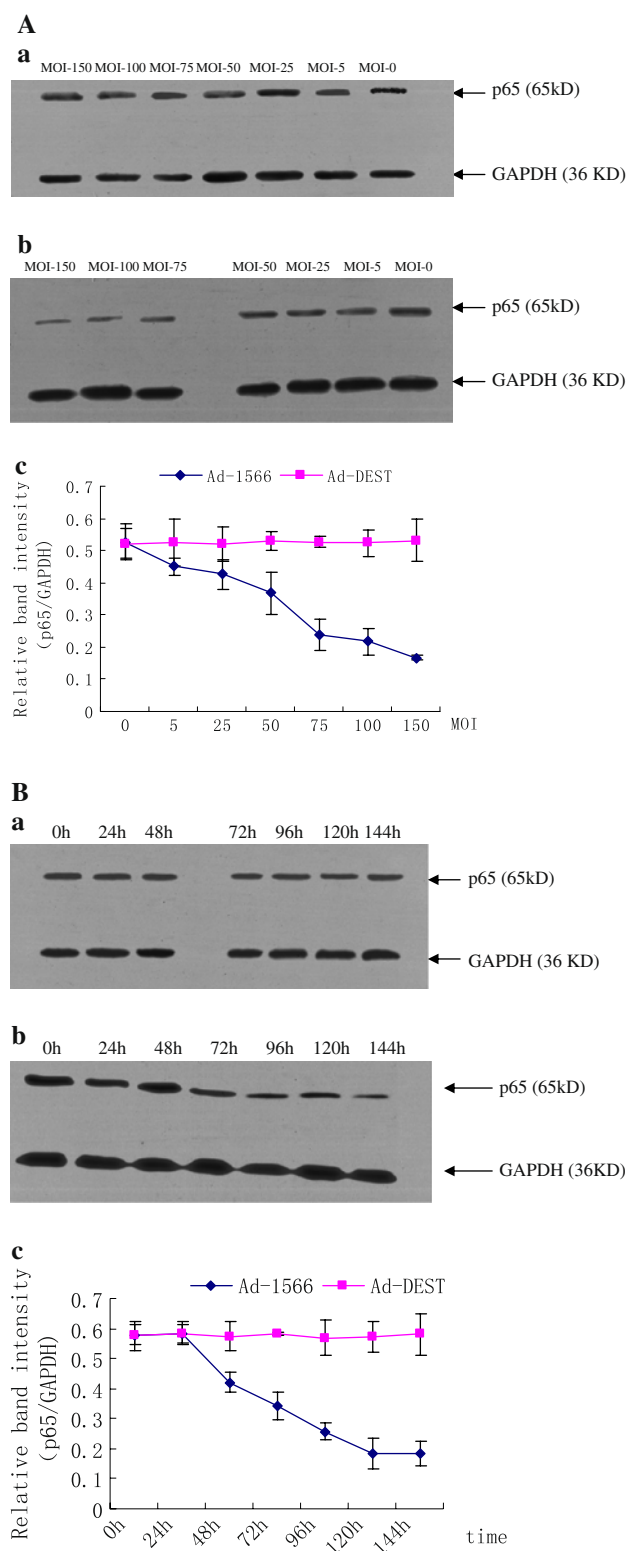 A
a
MOI-150 MOI-100 MOI-75 MOI-50 MOI-25 MOI-5 MOI-0
p65 (65kD)
GAPDH (36 KD)
b
MOI-150 MOI-100 MOI-75 MOI-50 MOI-25 MOI-5 MOI-0
p65 (65kD)
GAPDH (36 KD)
c
Ad-1566 Ad-DEST
Relative band intensity
(p65/GAPDH)
0.7
0.6
0.5
0.4
0.3
0.2
0.1
0
0 5 25 50 75 100 150 MOI
B
a
0h 24h 48h 72h 96h 120h 144h
p65 (65kD)
GAPDH (36 KD)
b
0h 24h 48h 72h 96h 120h 144h
p65 (65kD)
GAPDH (36KD)
c
Ad-1566 Ad-DEST
Relative band intensity
(p65/GAPDH)
0.7
0.6
0.5
0.4
0.3
0.2
0.1
0
0h 24h 48h 72h 96h 120h 144h time